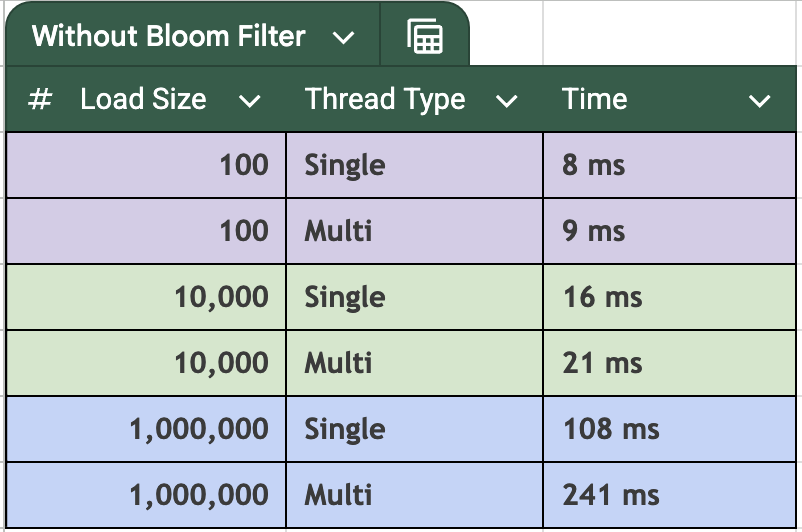 Without Bloom Filter
# Load Size Thread Type Time
100 Single 8 ms
100 Multi 9 ms
10,000 Single 16 ms
10,000 Multi 21 ms
1,000,000 Single 108 ms
1,000,000 Multi 241 ms